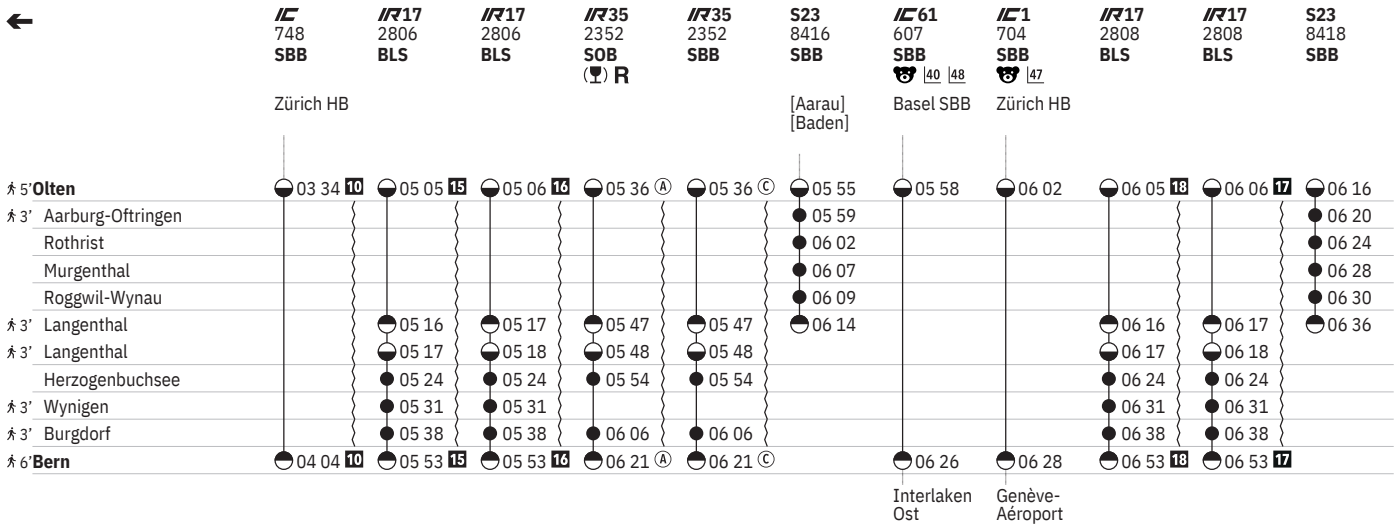 IC IR17 IR17 IR35 IR35 S23 IC61 IC1 IR17 IR17 S23
748 2806 2806 2352 2352 8416 607 704 2808 2808 8418
SBB BLS BLS SOB SBB SBB SBB SBB BLS BLS SBB
R 40 48 47
Zürich HB [Aarau] Basel SBB Zürich HB
[Baden]
5’ Olten 03 34 10 05 05 15 05 06 16 05 36 A 05 36 C 05 55 05 58 06 02 06 05 18 06 06 17 06 16
3’ Aarburg-Oftringen 05 59 06 20
Rothrist 06 02 06 24
Murgenthal 06 07 06 28
Roggwil-Wynau 06 09 06 30
3’ Langenthal 05 16 05 17 05 47 05 47 06 14 06 16 06 17 06 36
3’ Langenthal 05 17 05 18 05 48 05 48 06 17 06 18
Herzogenbuchsee 05 24 05 24 05 54 05 54 06 24 06 24
3’ Wynigen 05 31 05 31 06 31 06 31
3’ Burgdorf 05 38 05 38 06 06 06 06 06 38 06 38
6’ Bern 04 04 10 05 53 15 05 53 16 06 21 A 06 21 C 06 26 06 28 06 53 18 06 53 17
Interlaken Genève-
Ost Aéroport